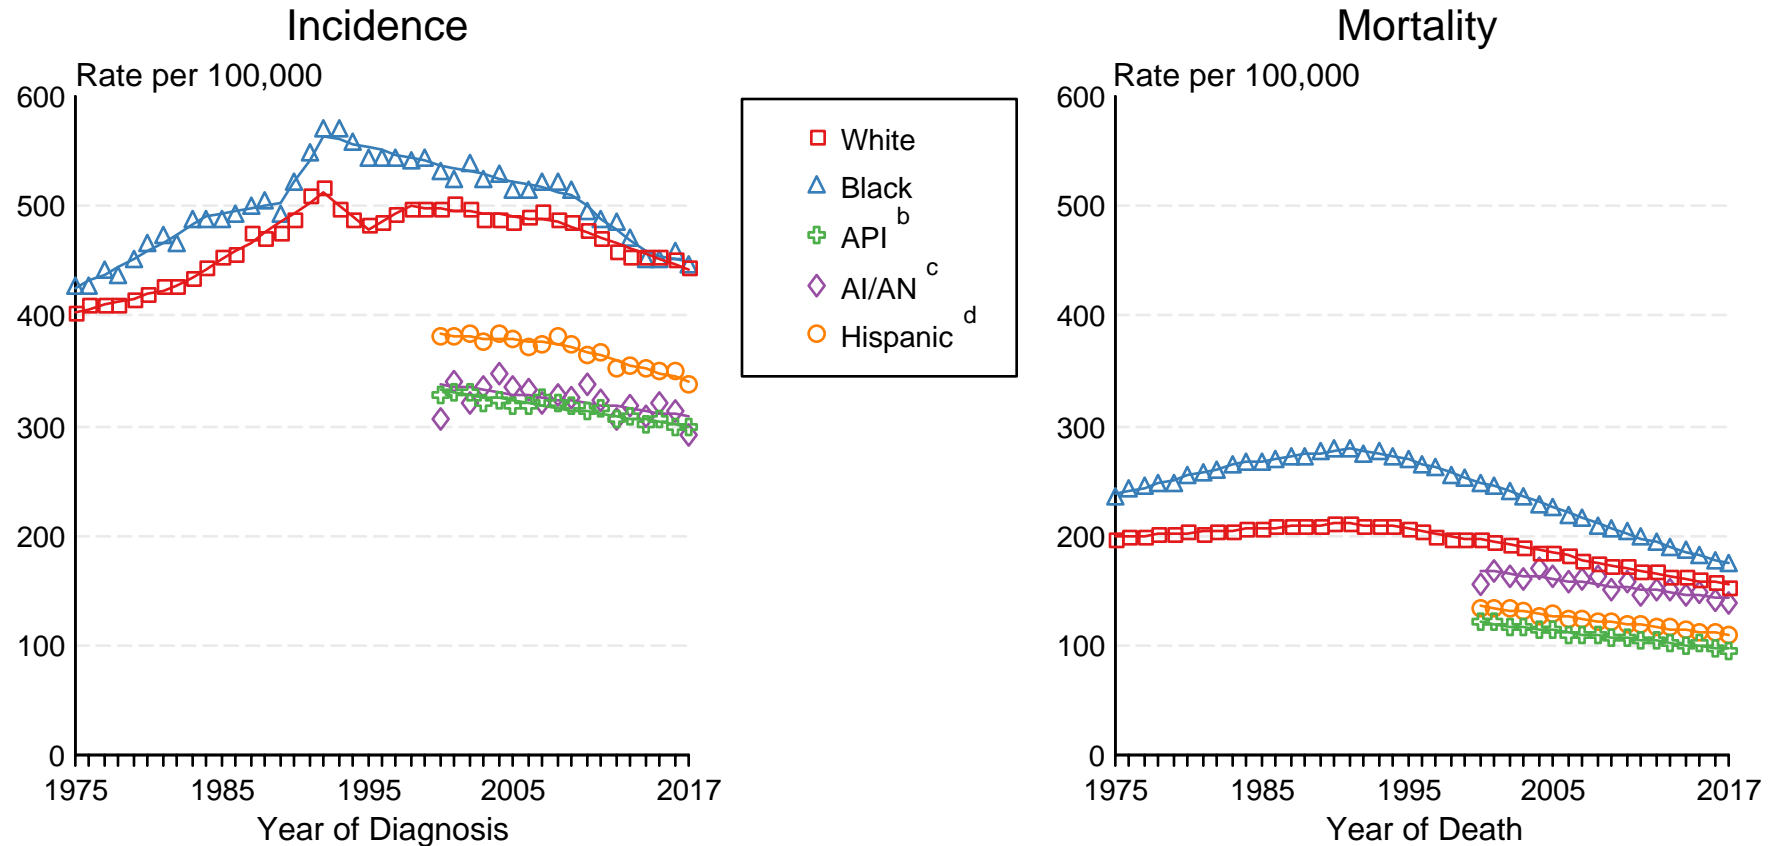 Incidence
Rate per 100,000
600
500
400
300
200
100
0
1975
1985
1995
2005
2017
Year of Diagnosis
White
Black
API b
AI/AN c
Hispanic d
Mortality
Rate per 100,000
600
500
400
300
200
100
0
1975
1985
1995
2005
2017
Year of Death